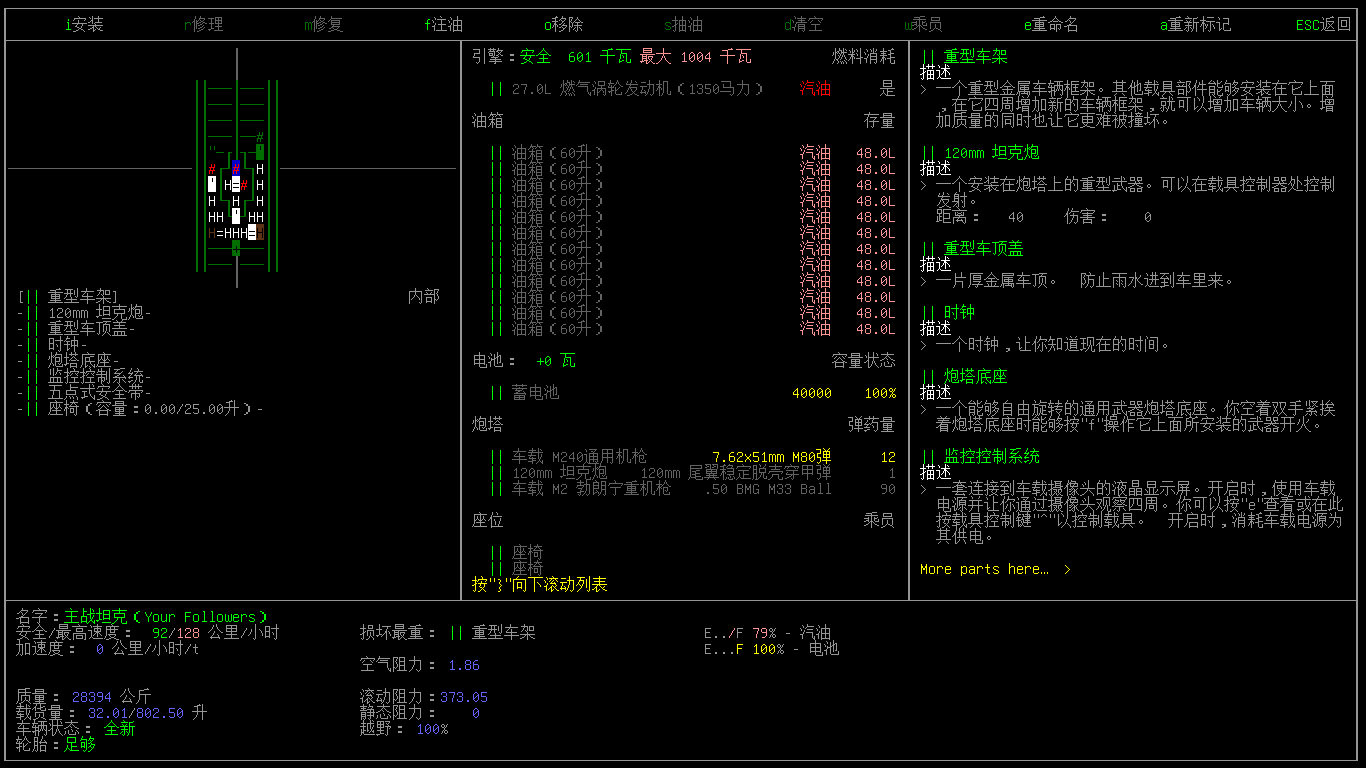 i安装 r修理 m修复 f注油 o移除 s抽油 d清空 w乘员 e重命名 a重新标记 ESC返回
[|| 重型车架] 内部
-|| 120mm 坦克炮-
-|| 重型车顶盖-
-|| 时钟-
-|| 炮塔底座-
-|| 监控控制系统-
-|| 五点式安全带-
-|| 座椅(容量:0.00/25.00升)-
引擎:安全 601 千瓦 最大 1004 千瓦 燃料消耗
|| 27.0L 燃气涡轮发动机(1350马力) 汽油 是
油箱 存量
|| 油箱(60升) 汽油 48.0L
|| 油箱(60升) 汽油 48.0L
|| 油箱(60升) 汽油 48.0L
|| 油箱(60升) 汽油 48.0L
|| 油箱(60升) 汽油 48.0L
|| 油箱(60升) 汽油 48.0L
|| 油箱(60升) 汽油 48.0L
|| 油箱(60升) 汽油 48.0L
|| 油箱(60升) 汽油 48.0L
|| 油箱(60升) 汽油 48.0L
|| 油箱(60升) 汽油 48.0L
|| 油箱(60升) 汽油 48.0L
电池: +0 瓦 容量状态
|| 蓄电池 40000 100%
炮塔 弹药量
|| 车载 M240通用机枪 7.62x51mm M80弹 12
|| 120mm 坦克炮 120mm 尾翼稳定脱壳穿甲弹 1
|| 车载 M2 勃朗宁重机枪 .50 BMG M33 Ball 90
座位 乘员
|| 座椅
|| 座椅
按"}"向下滚动列表
|| 重型车架
描述
> 一个重型金属车辆框架。其他载具部件能够安装在它上面
,在它四周增加新的车辆框架,就可以增加车辆大小。增
加质量的同时也让它更难被撞坏。
|| 120mm 坦克炮
描述
> 一个安装在炮塔上的重型武器。可以在载具控制器处控制
发射。
距离: 40 伤害: 0
|| 重型车顶盖
描述
> 一片厚金属车顶。 防止雨水进到车里来。
|| 时钟
描述
> 一个时钟,让你知道现在的时间。
|| 炮塔底座
描述
> 一个能够自由旋转的通用武器炮塔底座。你空着双手紧挨
着炮塔底座时能够按"f"操作它上面所安装的武器开火。
|| 监控控制系统
描述
> 一套连接到车载摄像头的液晶显示屏。开启时,使用车载
电源并让你通过摄像头观察四周。你可以按"e"查看或在此
按载具控制键"^"以控制载具。 开启时,消耗车载电源为
其供电。
More parts here… >
名字:主战坦克(Your Followers)
安全/最高速度: 92/128 公里/小时 损坏最重: || 重型车架 E../F 79% - 汽油
加速度: 0 公里/小时/t E...F 100% - 电池
空气阻力: 1.86
质量: 28394 公斤 滚动阻力:373.05
载货量: 32.01/802.50 升 静态阻力: 0
车辆状态: 全新 越野: 100%
轮胎:足够